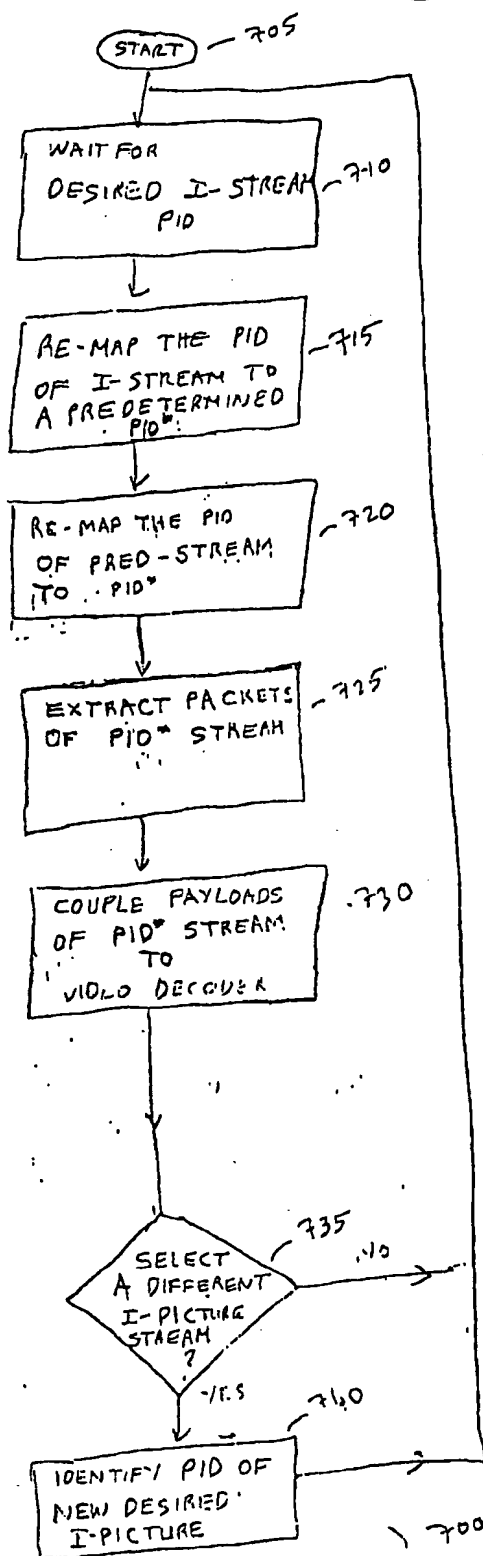 START
705
WAIT FOR
DESIRED I-STREAM
PID
710
RE-MAP THE PID
OF I-STREAM TO
A PREDETERMINED
PID*
715
RE-MAP THE PID
OF PRED-STREAM
TO PID*
720
EXTRACT PACKETS
OF PID* STREAM
725
COUPLE PAYLOADS
OF PID* STREAM
TO
VIDEO DECODER
730
SELECT
A DIFFERENT
I-PICTURE
STREAM
?
735
NO
YES
740
IDENTIFY PID OF
NEW DESIRED
I-PICTURE
700